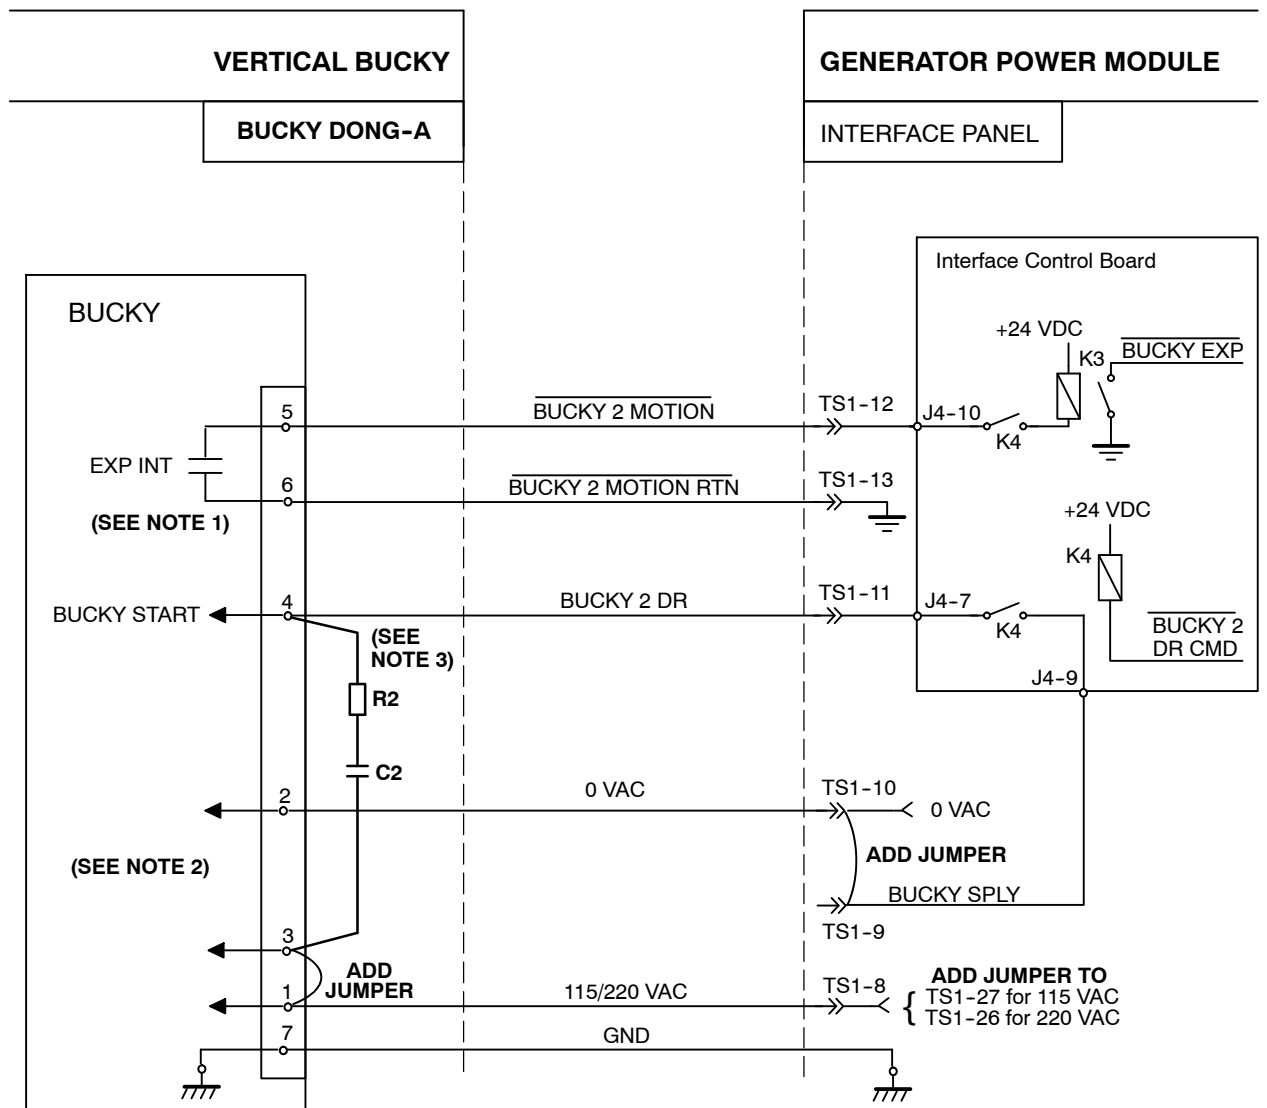 VERTICAL BUCKY
BUCKY DONG-A
GENERATOR POWER MODULE
INTERFACE PANEL
Interface Control Board
BUCKY
+24 VDC
K3
BUCKY EXP
5
BUCKY 2 MOTION
TS1-12
J4-10
K4
EXP INT
6
BUCKY 2 MOTION RTN
TS1-13
(SEE NOTE 1)
+24 VDC
K4
BUCKY START
4
BUCKY 2 DR
TS1-11
J4-7
K4
BUCKY 2
DR CMD
(SEE
NOTE 3)
R2
J4-9
C2
2
0 VAC
TS1-10
0 VAC
(SEE NOTE 2)
ADD JUMPER
BUCKY SPLY
TS1-9
3
ADD
JUMPER
1
115/220 VAC
TS1-8
ADD JUMPER TO
{ TS1-27 for 115 VAC
TS1-26 for 220 VAC
7
GND